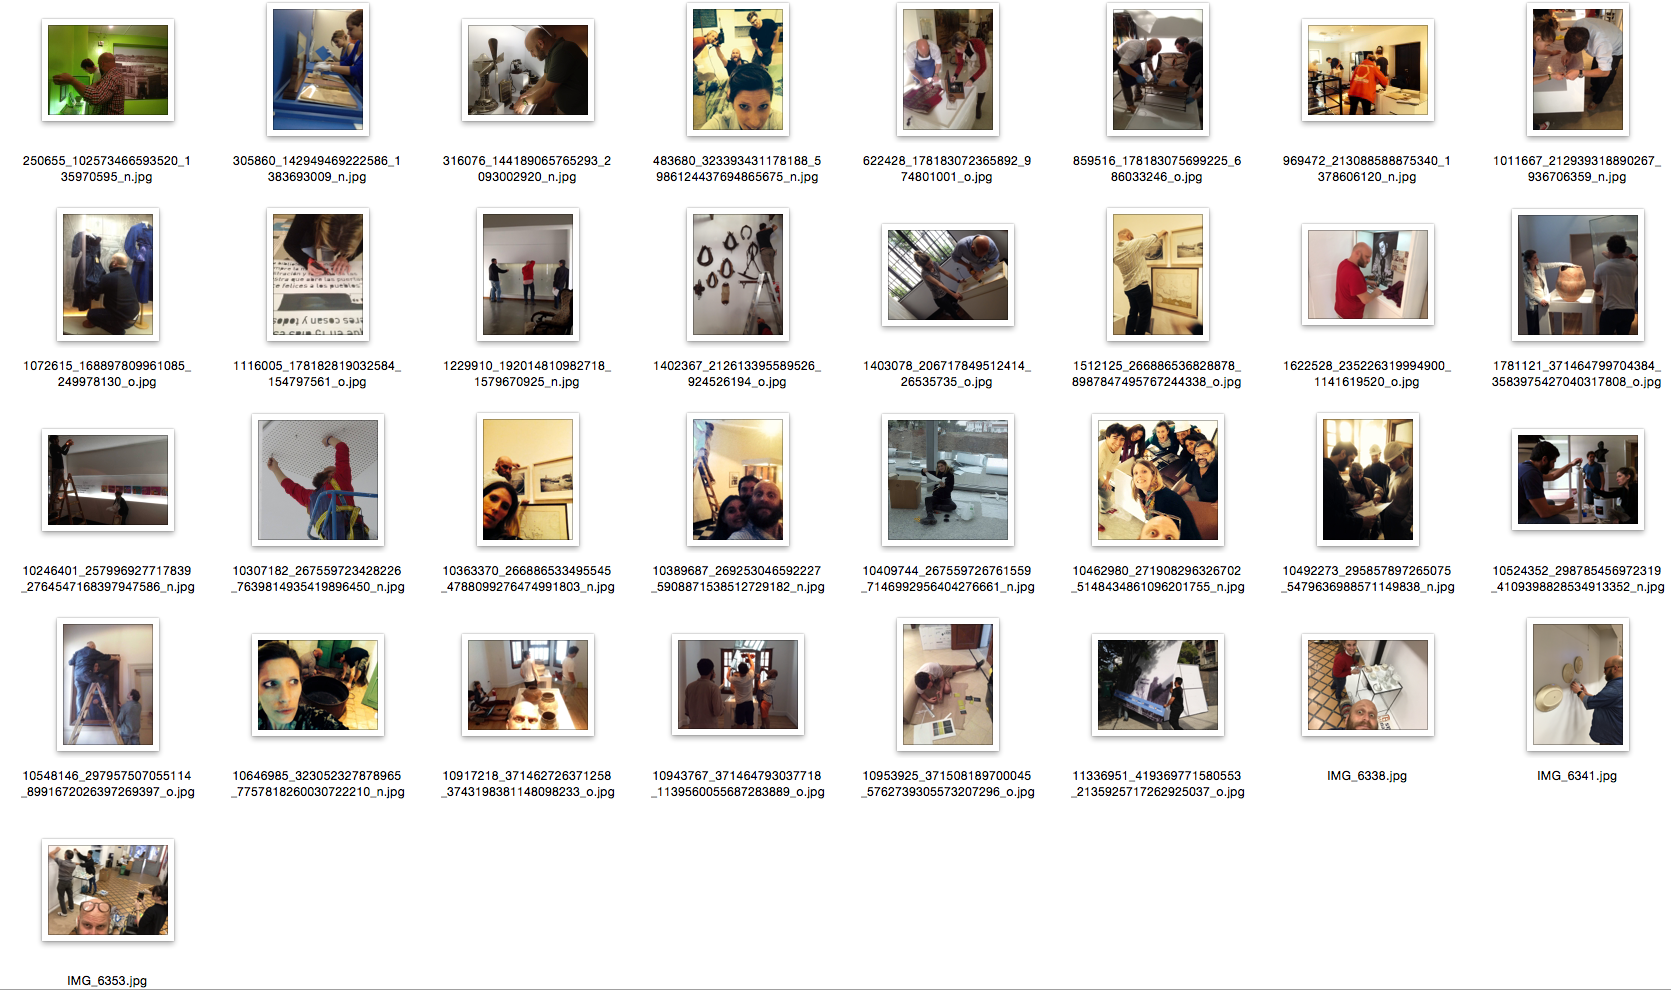 250655_102573466593520_1
35970595_n.jpg
305860_142949469222586_1
383693009_n.jpg
316076_144189065765293_2
093002920_n.jpg
483680_323393431178188_5
986124437694865675_n.jpg
622428_178183072365892_9
74801001_o.jpg
859516_178183075699225_6
86033246_o.jpg
969472_213088588875340_1
378606120_n.jpg
1011667_212939318890267_
936706359_n.jpg
1072615_168897809961085_
249978130_o.jpg
1116005_178182819032584_
154797561_o.jpg
1229910_192014810982718_
1579670925_n.jpg
1402367_212613395589526_
924526194_o.jpg
1403078_206717849512414_
26535735_o.jpg
1512125_266886536828878_
8987847495767244338_o.jpg
1622528_235226319994900_
1141619520_o.jpg
1781121_371464799704384_
3583975427040317808_o.jpg
10246401_257996927717839
_2764547168397947586_n.jpg
10307182_267559723428226
_7639814935419896450_n.jpg
10363370_266886533495545
_4788099276474991803_n.jpg
10389687_269253046592227
_5908871538512729182_n.jpg
10409744_267559726761559
_7146992956404276661_n.jpg
10462980_271908296326702
_5148434861096201755_n.jpg
10492273_295857897265075
_5479636988571149838_n.jpg
10524352_298785456972319
_4109398828534913352_n.jpg
10548146_297957507055114
_8991672026397269397_o.jpg
10646985_323052327878965
_7757818260030722210_n.jpg
10917218_371462726371258
_3743198381148098233_o.jpg
10943767_371464793037718
_1139560055687283889_o.jpg
10953925_371508189700045
_5762739305573207296_o.jpg
11336951_419369771580553
_2135925717262925037_o.jpg
IMG_6338.jpg
IMG_6341.jpg
IMG_6353.jpg